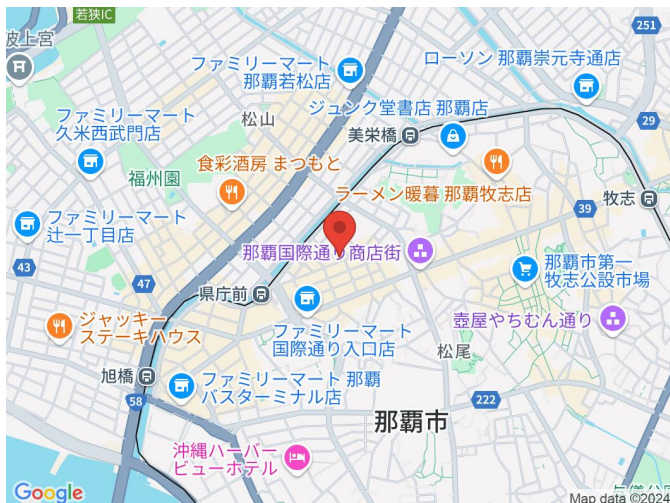 若狭IC
波上宮
ファミリーマート
那覇若松店
ローソン 那覇崇元寺通店
251
ファミリーマート
久米西武門店
松山
ジュンク堂書店 那覇店
美栄橋
29
食彩酒房 まつもと
福州園
ラーメン暖暮 那覇牧志店
牧志
39
ファミリーマート
辻一丁目店
那覇国際通り商店街
43
47
県庁前
那覇市第一
牧志公設市場
ジャッキー
ステーキハウス
ファミリーマート
国際通り入口店
壺屋やちむん通り
松尾
旭橋
ファミリーマート 那覇
バスターミナル店
58
222
那覇市
沖縄ハーバー
ビューホテル
Google
Map data ©2024